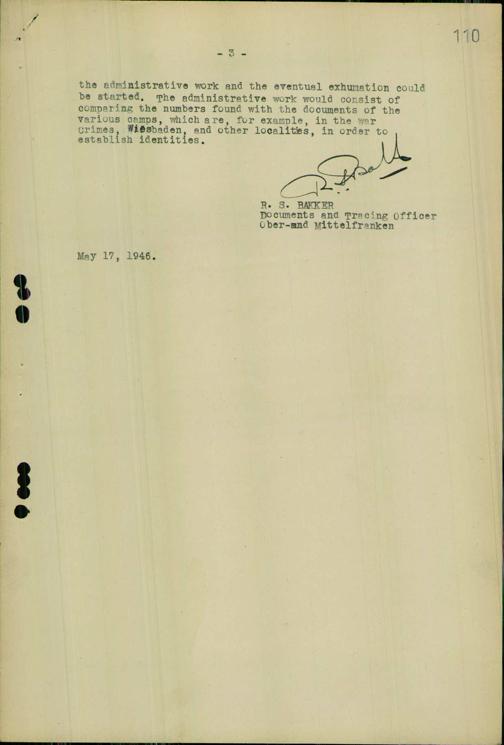 110
- 3 -
the administrative work and the eventual exhumation could
be started. The administrative work would consist of
comparing the numbers found with the documents of the
various camps, which are, for example, in the war
crimes, Wiesbaden, and other localities, in order to
establish identities.
R. S. Bakker
R. S. BAKKER
Documents and Tracing Officer
Ober-and Mittelfranken
May 17, 1946.